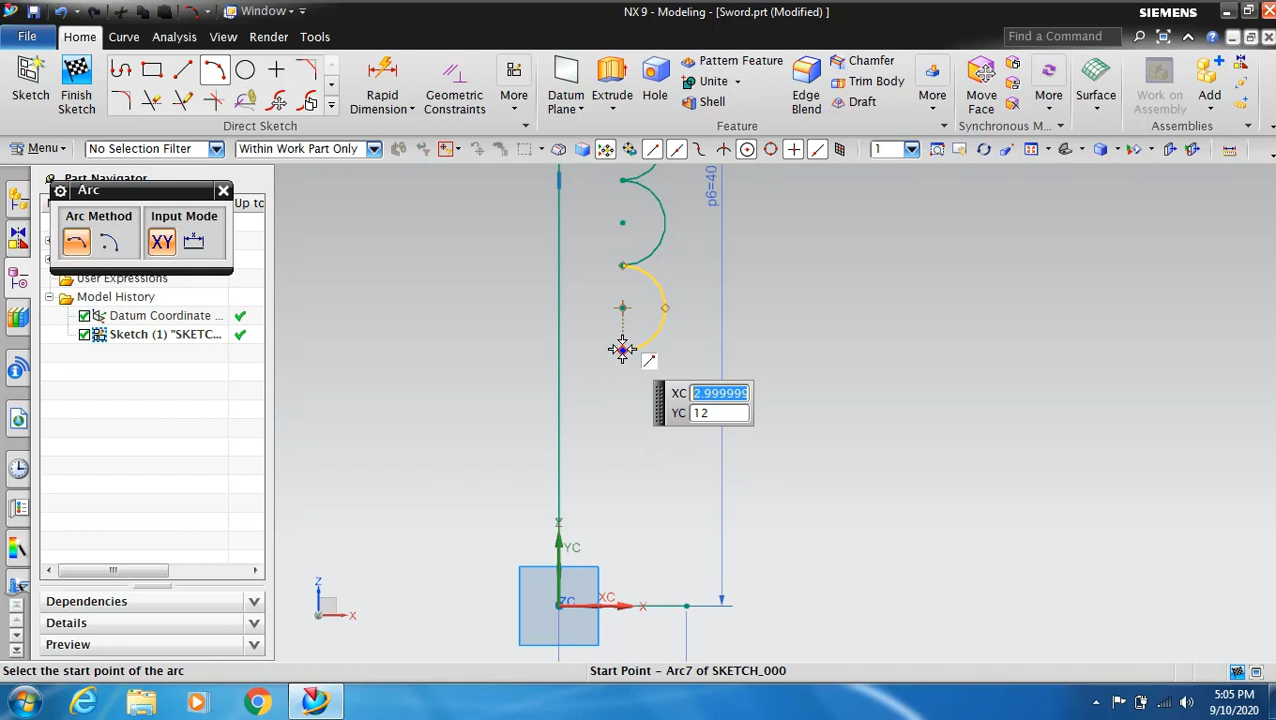 Window
NX 9 - Modeling - [Sword.prt (Modified) ]
SIEMENS
File
Home
Curve
Analysis
View
Render
Tools
Find a Command
Sketch
Finish Sketch
Rapid Dimension
Geometric Constraints
More
Datum Plane
Extrude
Hole
Pattern Feature
Unite
Shell
Edge Blend
Chamfer
Trim Body
Draft
More
Move Face
More
Surface
Work on Assembly
Add
Direct Sketch
Feature
Synchronous M...
Assemblies
Menu
No Selection Filter
Within Work Part Only
1
Part Navigator
Arc
Up to
Arc Method
Input Mode
XY
User Expressions
Model History
Datum Coordinate ...
Sketch (1) "SKETC...
Dependencies
Details
Preview
p6=40
XC 2.999999
YC 12
Z
YC
ZC
XC
X
Z
X
Select the start point of the arc
Start Point - Arc7 of SKETCH_000
5:05 PM
9/10/2020